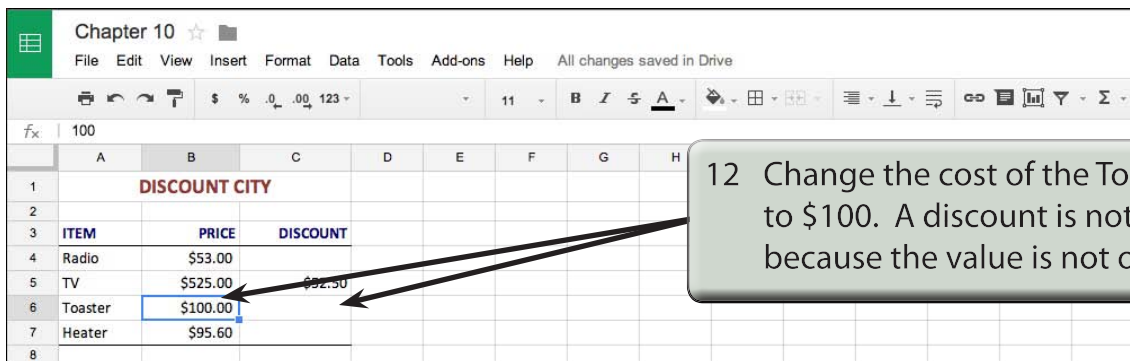 Chapter 10
File Edit View Insert Format Data Tools Add-ons Help All changes saved in Drive
$ % .0 .00 123 11 B I S A Σ
fx 100
A B C D E F G H
1 DISCOUNT CITY
2
3 ITEM PRICE DISCOUNT
4 Radio $53.00
5 TV $525.00 $52.50
6 Toaster $100.00
7 Heater $95.60
8
12 Change the cost of the To
to $100. A discount is not
because the value is not